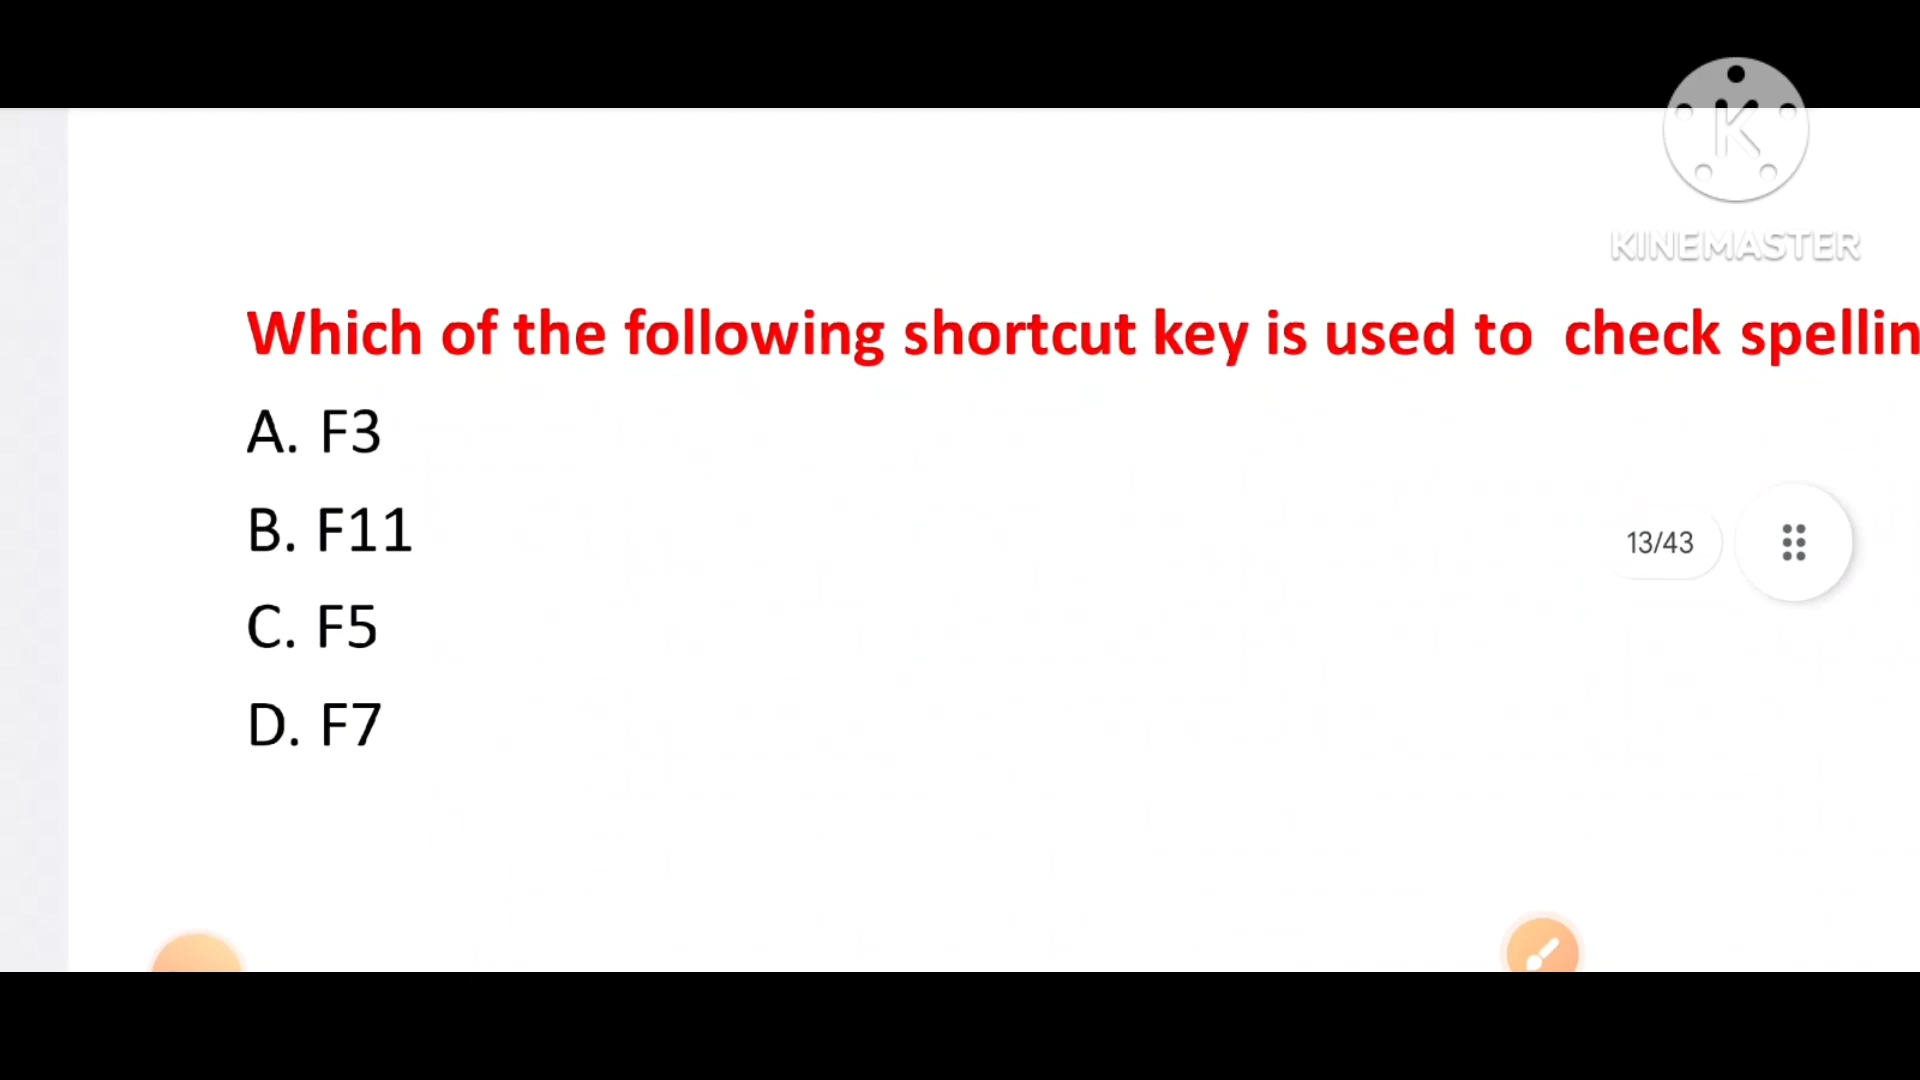 K
KINEMASTER
Which of the following shortcut key is used to check spellin
A. F3
B. F11
13/43
C. F5
D. F7